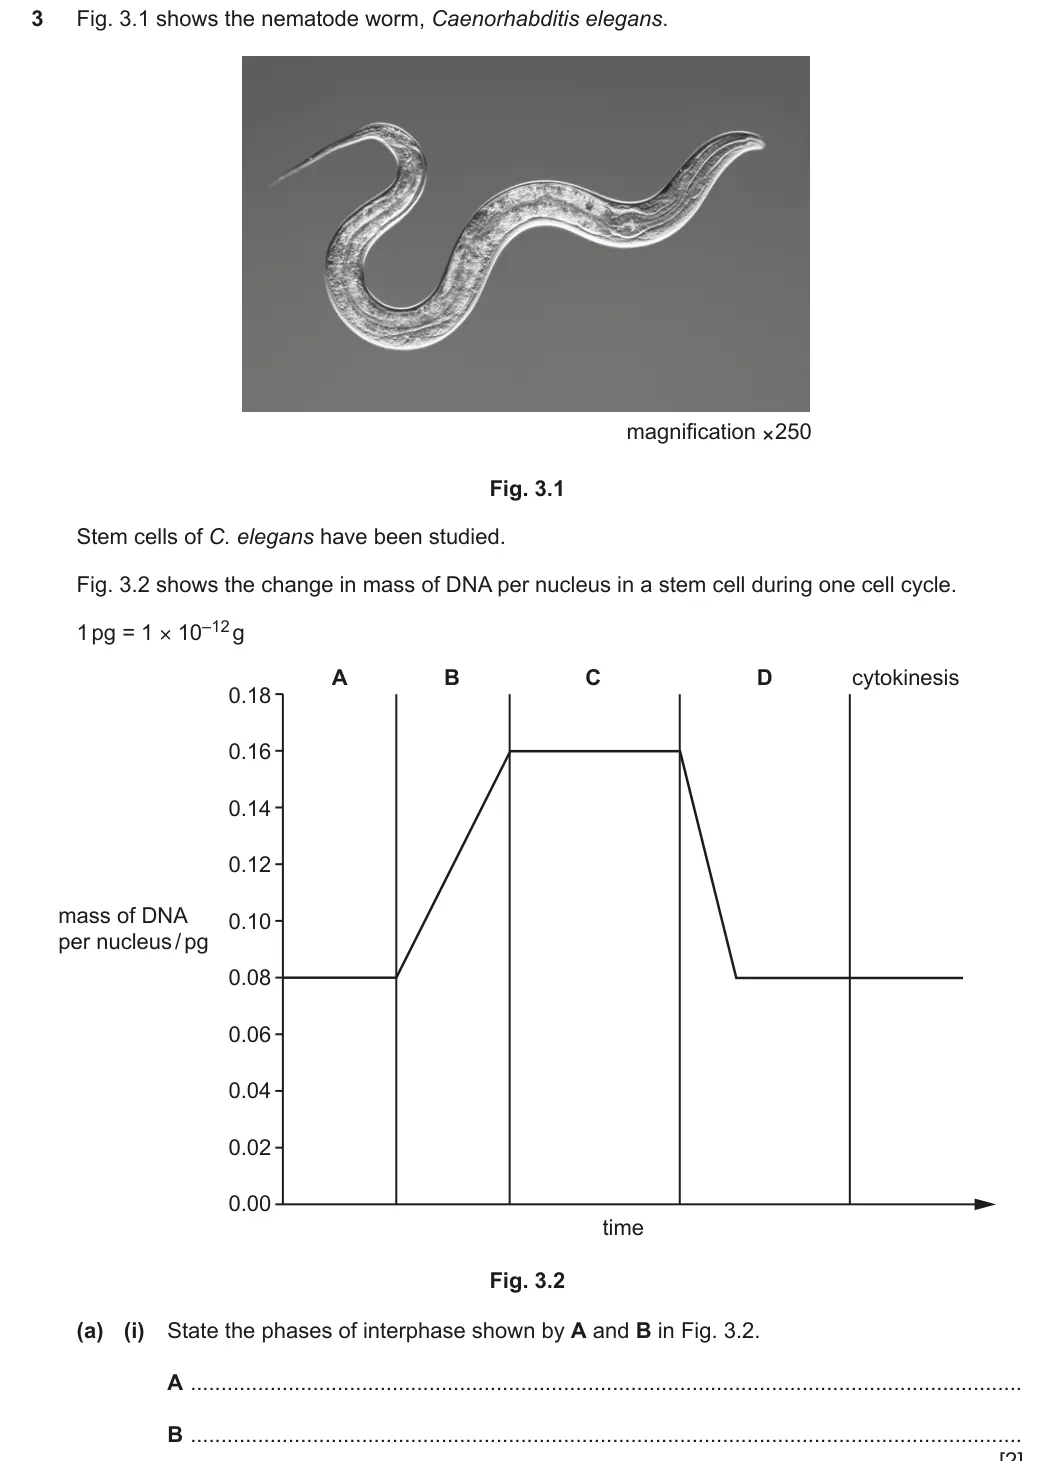 3 Fig. 3.1 shows the nematode worm, Caenorhabditis elegans.
magnification ×250
Fig. 3.1
Stem cells of C. elegans have been studied.
Fig. 3.2 shows the change in mass of DNA per nucleus in a stem cell during one cell cycle.
1 pg = 1 × 10⁻¹² g
A B C D cytokinesis
0.18
0.16
0.14
0.12
0.10
mass of DNA
per nucleus / pg
0.08
0.06
0.04
0.02
0.00
time
Fig. 3.2
(a) (i) State the phases of interphase shown by A and B in Fig. 3.2.
A ........................................................................................................................................
B ........................................................................................................................................
[2]